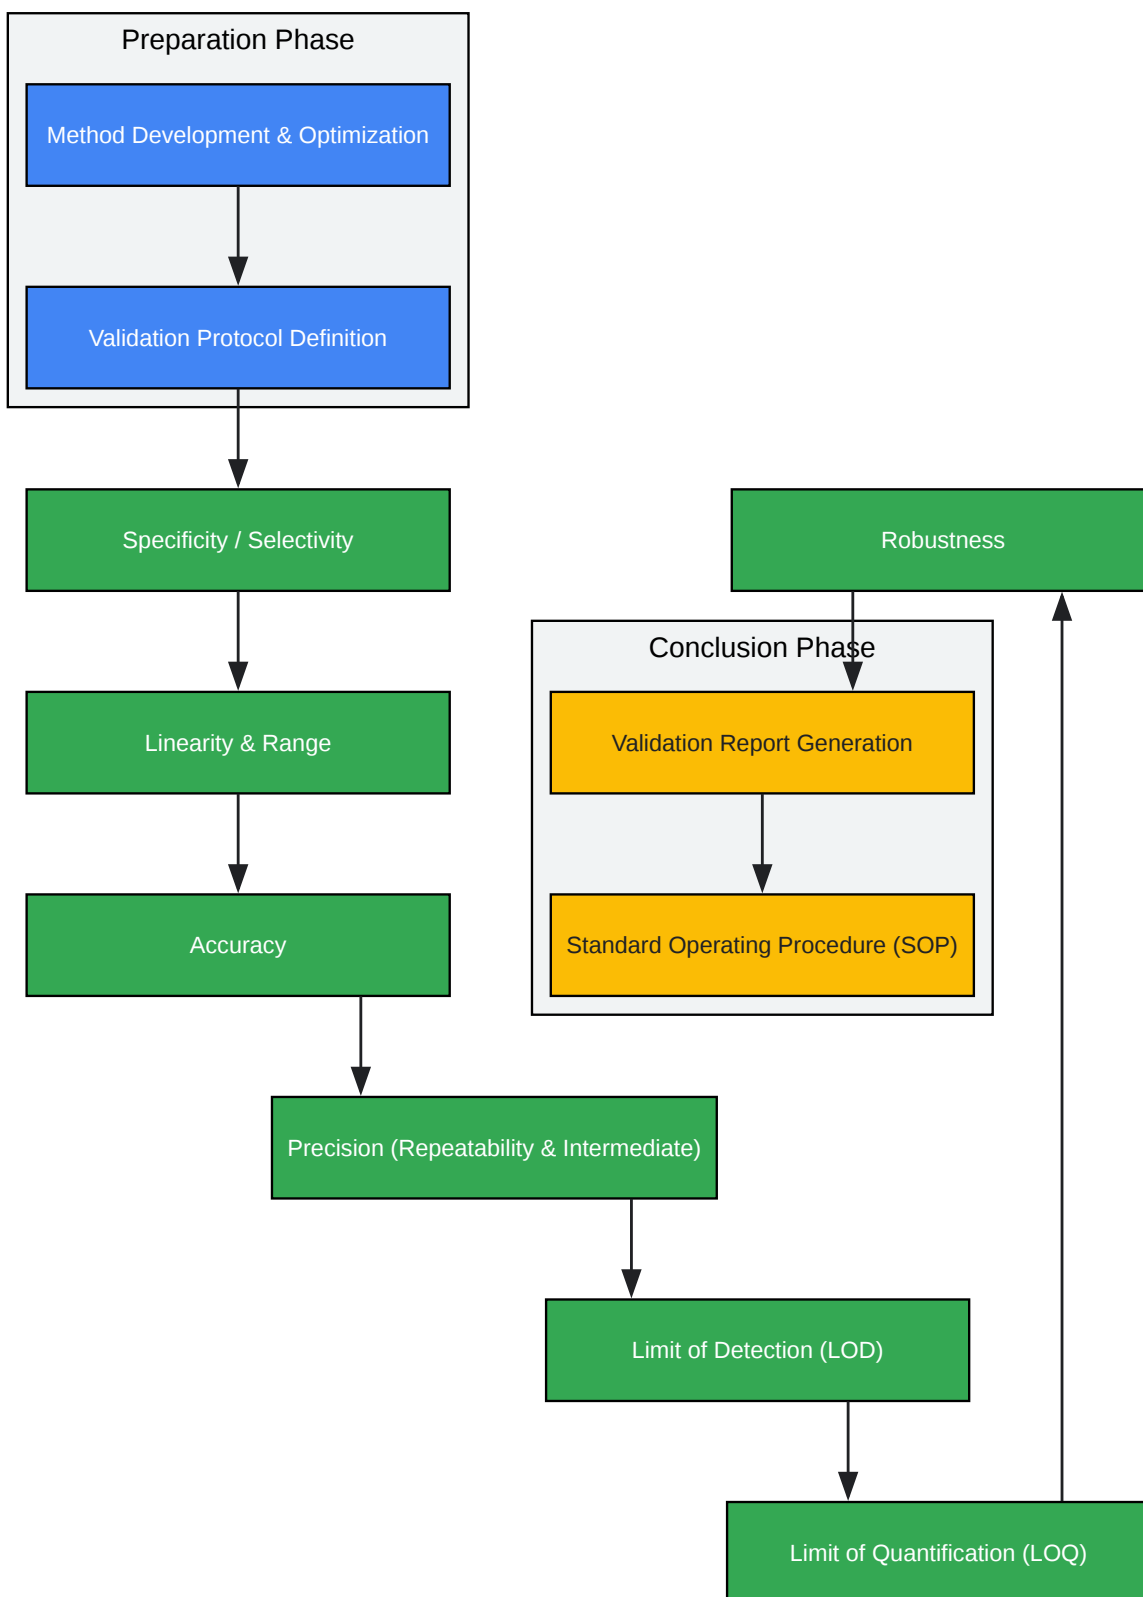 Preparation Phase
Method Development & Optimization
Validation Protocol Definition
Specificity / Selectivity
Robustness
Conclusion Phase
Linearity & Range
Validation Report Generation
Accuracy
Standard Operating Procedure (SOP)
Precision (Repeatability & Intermediate)
Limit of Detection (LOD)
Limit of Quantification (LOQ)